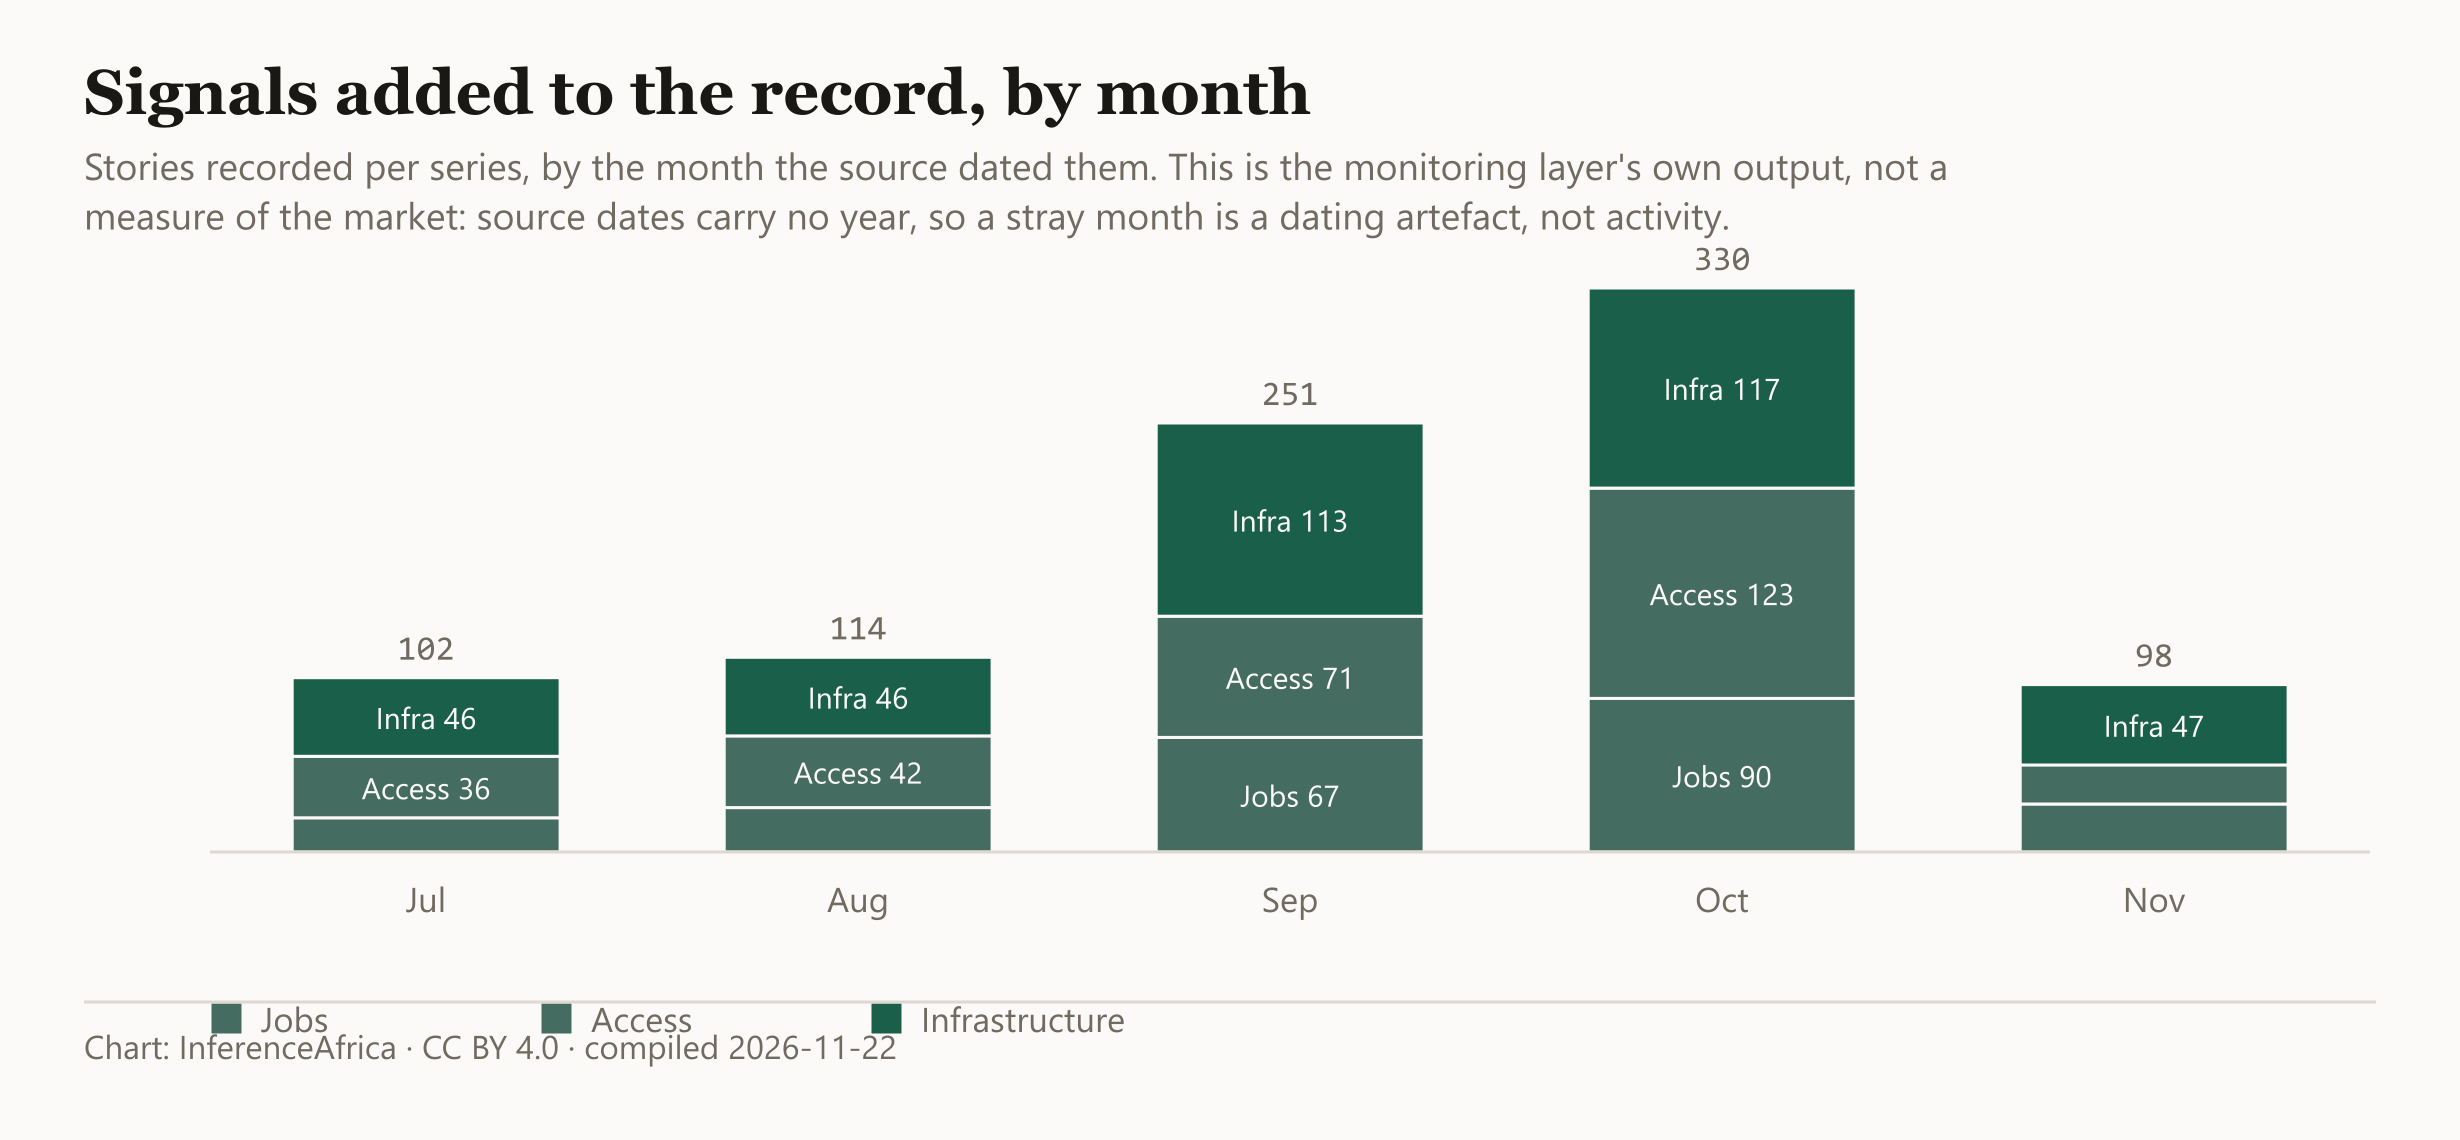 Signals added to the record, by month
Stories recorded per series, by the month the source dated them. This is the monitoring layer's own output, not a
measure of the market: source dates carry no year, so a stray month is a dating artefact, not activity.
102
Infra 46
Access 36
114
Infra 46
Access 42
251
Infra 113
Access 71
Jobs 67
330
Infra 117
Access 123
Jobs 90
98
Infra 47
Jul Aug Sep Oct Nov
Jobs Access Infrastructure
Chart: InferenceAfrica · CC BY 4.0 · compiled 2026-11-22